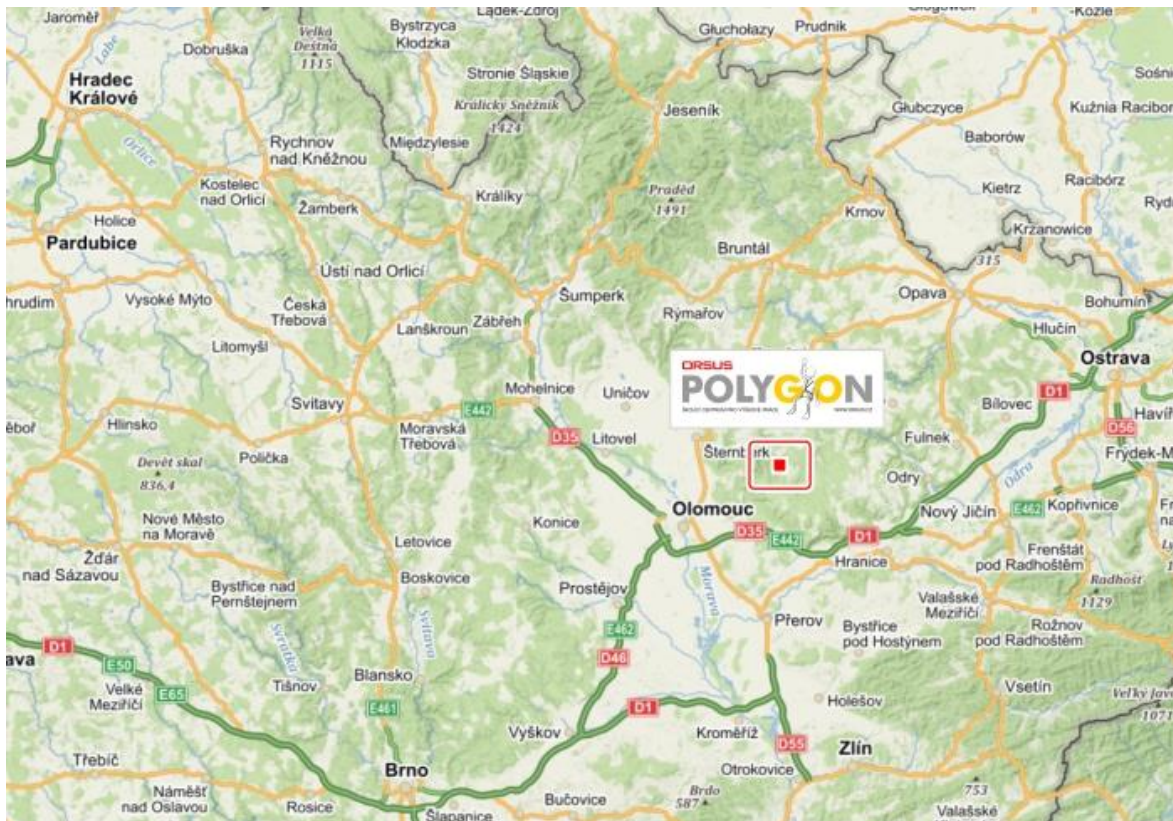 Jaroměř
Labe
Dobruška
Velká
Deštná
1115
Bystrzyca
Kłodzka
Lądek-Zdrój
Stronie Śląskie
Głuchołazy
Prudnik
Głogówek
-Koźle
Hradec
Králové
Orlice
Rychnov
nad Kněžnou
Międzylesie
Králický Sněžník
1424
Jeseník
Głubczyce
Baborów
Kuźnia Racibor
Sośni
Kostelec
nad Orlicí
Žamberk
Králíky
Praděd
1491
Krnov
Kietrz
Racibórz
Rydu
Holice
Pardubice
Ústí nad Orlicí
Bruntál
Krzanowice
315
hrudim
Vysoké Mýto
Česká
Třebová
Lanškroun
Zábřeh
Šumperk
Rýmařov
Opava
Bohumín
Hlučín
Litomyšl
ORSUS
POLYGON
Ostrava
D1
Mohelnice
Uničov
Svitavy
E442
Moravská
Třebová
D35
Litovel
Bílovec
Havíř
D56
eboř
Hlinsko
Polička
Devět skal
836,4
Šternberk
Fulnek
Frýdek-M
Odry
Odra
Nové Město
na Moravě
Konice
Olomouc
D35
E442
D1
Nový Jičín
E462
Kopřivnice
Žďár
nad Sázavou
Letovice
Boskovice
Hranice
Frenštát
pod Radhoštěm
Bystřice nad
Pernštejnem
Prostějov
Morava
Valašské
Meziříčí
Radhošť
1129
Svratka
Svitava
E462
Přerov
Bystřice
pod Hostýnem
Rožnov
pod Radhoštěm
D1
ava
E50
Velké
Meziříčí
E65
Tišnov
Blansko
D46
Holešov
Vsetín
Velký Jav
1071
E461
Vyškov
D1
Kroměříž
D55
Zlín
Třebíč
Brno
Otrokovice
Náměšť
nad Oslavou
Rosice
Šlapanice
Bučovice
Brdo
587
753
Valašské